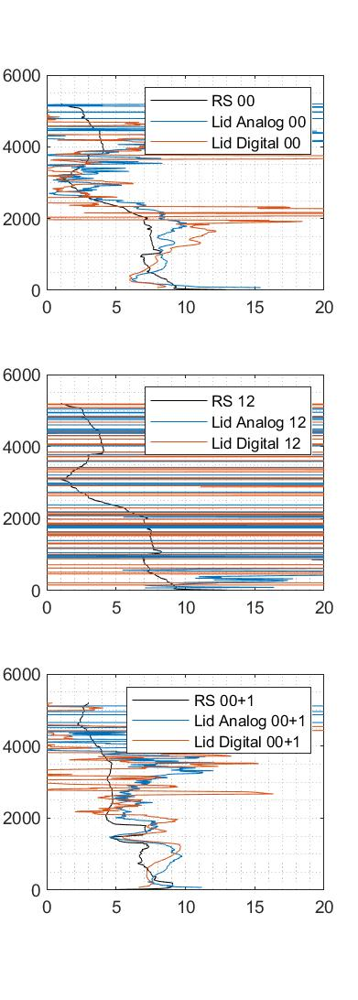 6000
RS 00
Lid Analog 00
Lid Digital 00
4000
2000
0
0 5 10 15 20
6000
RS 12
Lid Analog 12
Lid Digital 12
4000
2000
0
0 5 10 15 20
6000
RS 00+1
Lid Analog 00+1
Lid Digital 00+1
4000
2000
0
0 5 10 15 20